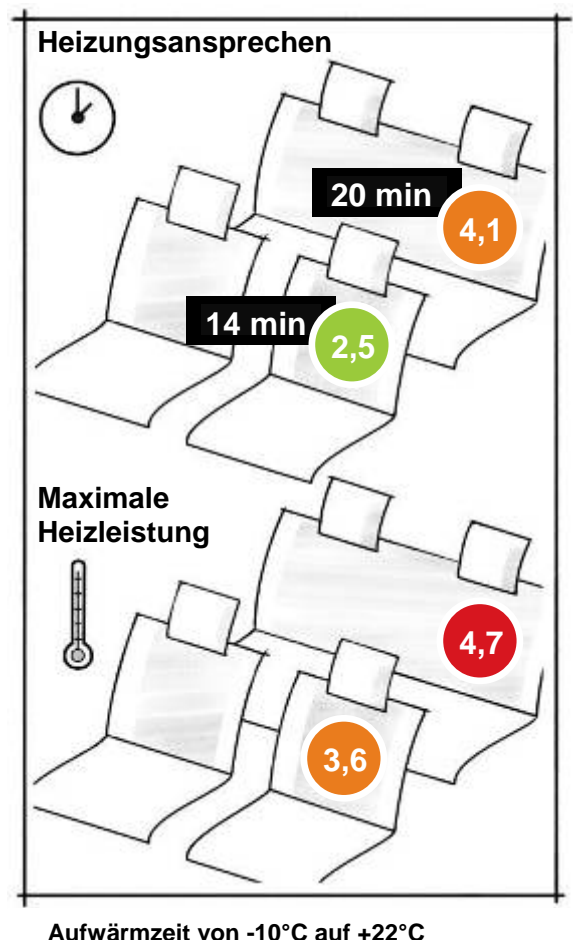 Heizungsansprechen
20 min
4,1
14 min
2,5
Maximale
Heizleistung
4,7
3,6
Aufwärmzeit von -10°C auf +22°C